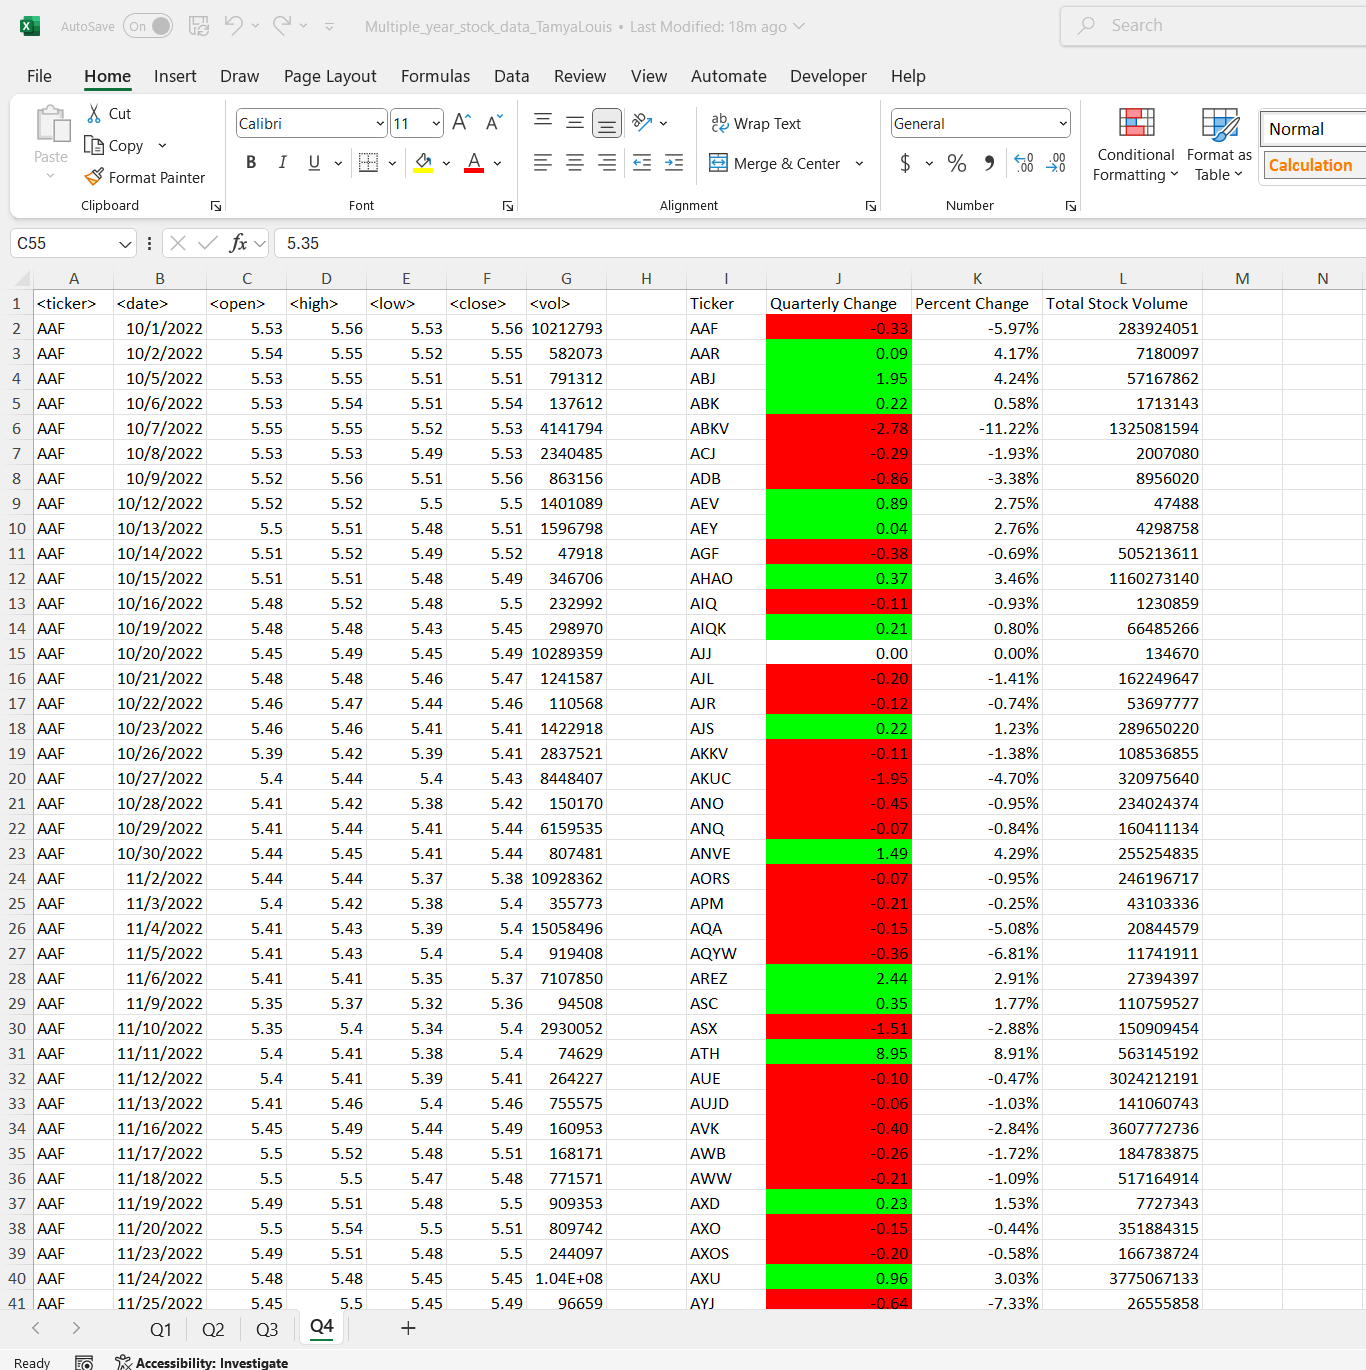 AutoSave On Multiple_year_stock_data_TamyaLouis • Last Modified: 18m ago Search
File Home Insert Draw Page Layout Formulas Data Review View Automate Developer Help
Paste Cut Copy Format Painter Clipboard
Calibri 11 B I U A Font
ab Wrap Text Merge & Center Alignment
General $ % 9 .00 .00 Number
Conditional Formatting Format as Table Normal Calculation
C55 fx 5.35
A B C D E F G H I J K L M N
1 <ticker> <date> <open> <high> <low> <close> <vol> Ticker Quarterly Change Percent Change Total Stock Volume
2 AAF 10/1/2022 5.53 5.56 5.53 5.56 10212793 AAF -0.33 -5.97% 283924051
3 AAF 10/2/2022 5.54 5.55 5.52 5.55 582073 AAR 0.09 4.17% 7180097
4 AAF 10/5/2022 5.53 5.55 5.51 5.51 791312 ABJ 1.95 4.24% 57167862
5 AAF 10/6/2022 5.53 5.54 5.51 5.54 137612 ABK 0.22 0.58% 1713143
6 AAF 10/7/2022 5.55 5.55 5.52 5.53 4141794 ABKV -2.78 -11.22% 1325081594
7 AAF 10/8/2022 5.53 5.53 5.49 5.53 2340485 ACJ -0.29 -1.93% 2007080
8 AAF 10/9/2022 5.52 5.56 5.51 5.56 863156 ADB -0.86 -3.38% 8956020
9 AAF 10/12/2022 5.52 5.52 5.5 5.5 1401089 AEV 0.89 2.75% 47488
10 AAF 10/13/2022 5.5 5.51 5.48 5.51 1596798 AEY 0.04 2.76% 4298758
11 AAF 10/14/2022 5.51 5.52 5.49 5.52 47918 AGF -0.38 -0.69% 505213611
12 AAF 10/15/2022 5.51 5.51 5.48 5.49 346706 AHAO 0.37 3.46% 1160273140
13 AAF 10/16/2022 5.48 5.52 5.48 5.5 232992 AIQ -0.11 -0.93% 1230859
14 AAF 10/19/2022 5.48 5.48 5.43 5.45 298970 AIQK 0.21 0.80% 66485266
15 AAF 10/20/2022 5.45 5.49 5.45 5.49 10289359 AJJ 0.00 0.00% 134670
16 AAF 10/21/2022 5.48 5.48 5.46 5.47 1241587 AJL -0.20 -1.41% 162249647
17 AAF 10/22/2022 5.46 5.47 5.44 5.46 110568 AJR -0.12 -0.74% 53697777
18 AAF 10/23/2022 5.46 5.46 5.41 5.41 1422918 AJS 0.22 1.23% 289650220
19 AAF 10/26/2022 5.39 5.42 5.39 5.41 2837521 AKKV -0.11 -1.38% 108536855
20 AAF 10/27/2022 5.4 5.44 5.4 5.43 8448407 AKUC -1.95 -4.70% 320975640
21 AAF 10/28/2022 5.41 5.42 5.38 5.42 150170 ANO -0.45 -0.95% 234024374
22 AAF 10/29/2022 5.41 5.44 5.41 5.44 6159535 ANQ -0.07 -0.84% 160411134
23 AAF 10/30/2022 5.44 5.45 5.41 5.44 807481 ANVE 1.49 4.29% 255254835
24 AAF 11/2/2022 5.44 5.44 5.37 5.38 10928362 AORS -0.07 -0.95% 246196717
25 AAF 11/3/2022 5.4 5.42 5.38 5.4 355773 APM -0.21 -0.25% 43103336
26 AAF 11/4/2022 5.41 5.43 5.39 5.4 15058496 AQA -0.15 -5.08% 20844579
27 AAF 11/5/2022 5.41 5.43 5.4 5.4 919408 AQYW -0.36 -6.81% 11741911
28 AAF 11/6/2022 5.41 5.41 5.35 5.37 7107850 AREZ 2.44 2.91% 27394397
29 AAF 11/9/2022 5.35 5.37 5.32 5.36 94508 ASC 0.35 1.77% 110759527
30 AAF 11/10/2022 5.35 5.4 5.34 5.4 2930052 ASX -1.51 -2.88% 150909454
31 AAF 11/11/2022 5.4 5.41 5.38 5.4 74629 ATH 8.95 8.91% 563145192
32 AAF 11/12/2022 5.4 5.41 5.39 5.41 264227 AUE -0.10 -0.47% 3024212191
33 AAF 11/13/2022 5.41 5.46 5.4 5.46 755575 AUJD -0.06 -1.03% 141060743
34 AAF 11/16/2022 5.45 5.49 5.44 5.49 160953 AVK -0.40 -2.84% 3607772736
35 AAF 11/17/2022 5.5 5.52 5.48 5.51 168171 AWB -0.26 -1.72% 184783875
36 AAF 11/18/2022 5.5 5.5 5.47 5.48 771571 AWW -0.21 -1.09% 517164914
37 AAF 11/19/2022 5.49 5.51 5.48 5.5 909353 AXD 0.23 1.53% 7727343
38 AAF 11/20/2022 5.5 5.54 5.5 5.51 809742 AXO -0.15 -0.44% 351884315
39 AAF 11/23/2022 5.49 5.51 5.48 5.5 244097 AXOS -0.20 -0.58% 166738724
40 AAF 11/24/2022 5.48 5.48 5.45 5.45 1.04E+08 AXU 0.96 3.03% 3775067133
41 AAF 11/25/2022 5.45 5.5 5.45 5.49 96659 AYJ -0.64 -7.33% 26555858
Q1 Q2 Q3 Q4 +
Ready Accessibility: Investigate